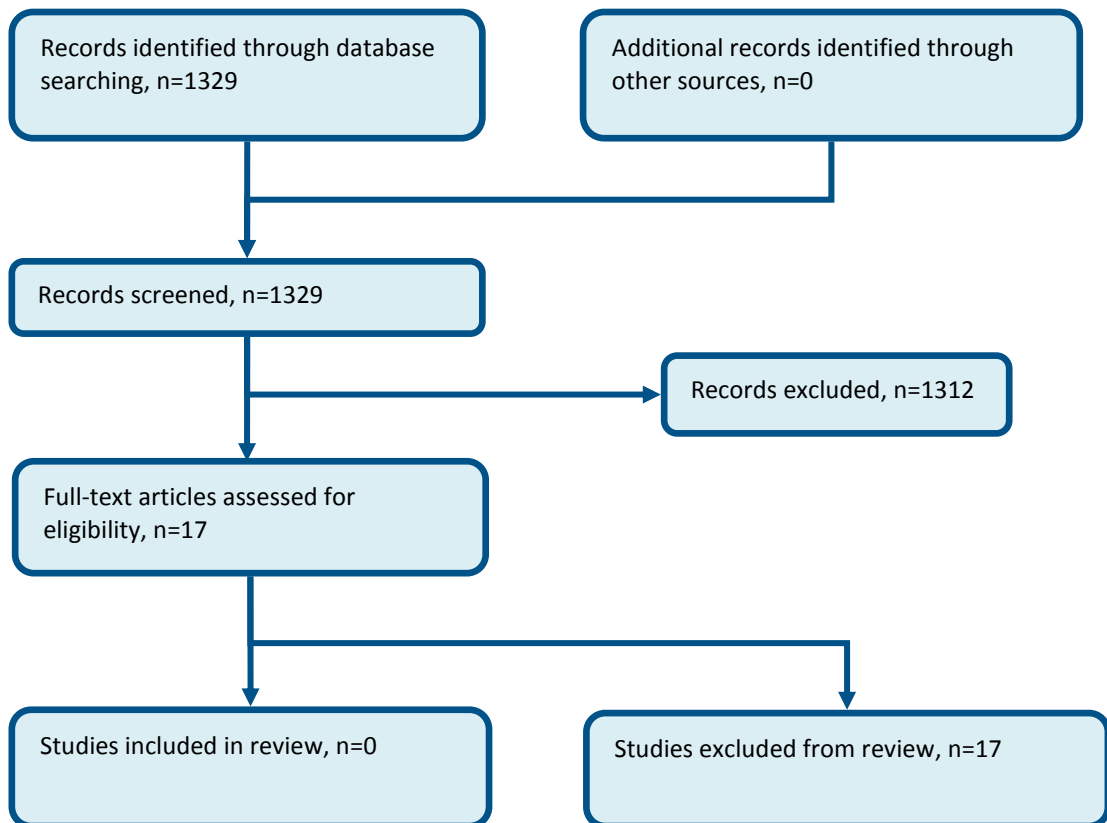 Records identified through database
searching, n=1329
Additional records identified through
other sources, n=0
Records screened, n=1329
Records excluded, n=1312
Full-text articles assessed for
eligibility, n=17
Studies included in review, n=0
Studies excluded from review, n=17